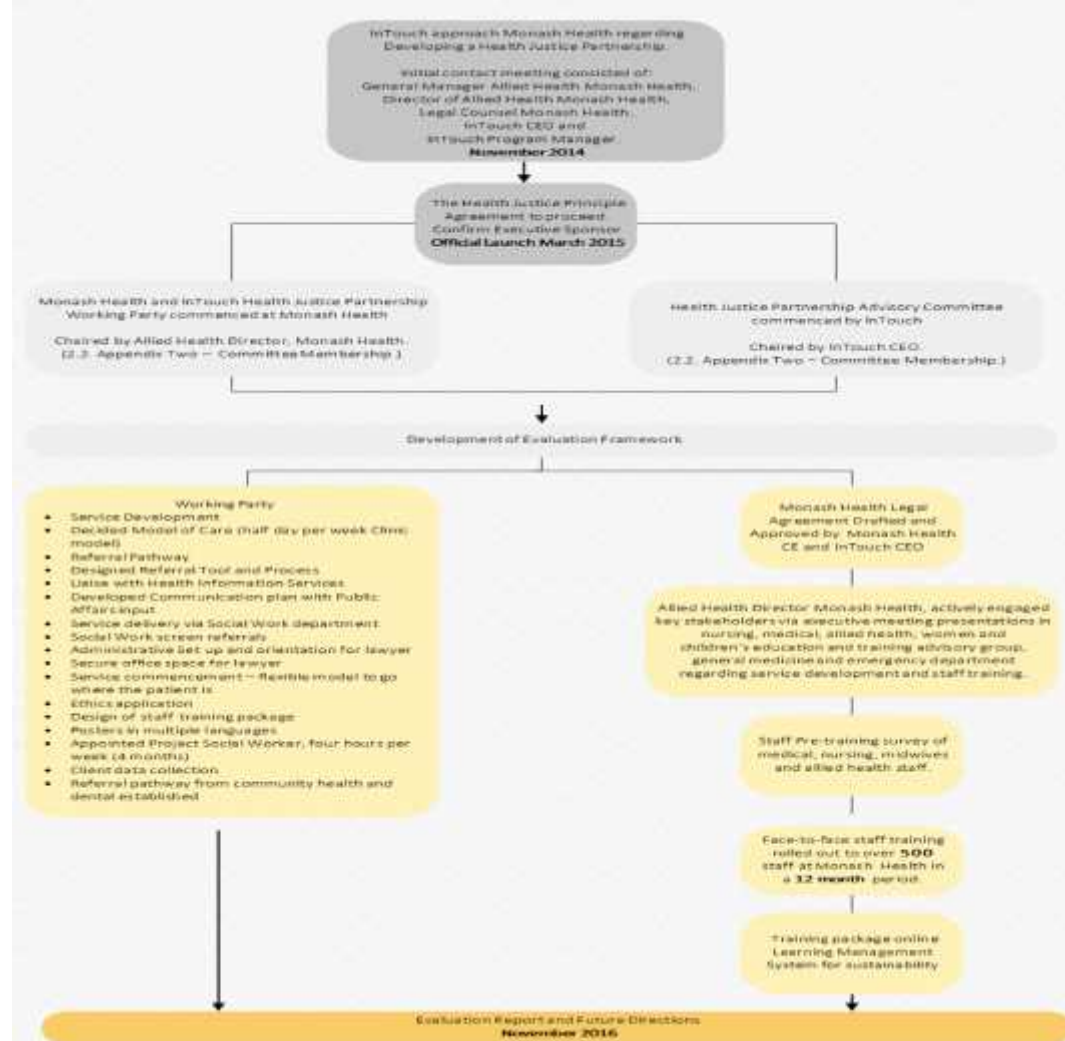 InTouch approach Monash Health regarding
Developing a Health Justice Partnership.
Initial contact meeting consisted of:
General Manager Allied Health Monash Health,
Director of Allied Health Monash Health,
Legal Counsel Monash Health,
InTouch CEO and
InTouch Program Manager.
November 2014
The Health Justice Principle
Agreement to proceed
Confirm Executive Sponsor
Official Launch March 2015
Monash Health and InTouch Health Justice Partnership
Working Party commenced at Monash Health
Chaired by Allied Health Director, Monash Health.
(2.2. Appendix Two – Committee Membership.)
Health Justice Partnership Advisory Committee
commenced by InTouch
Chaired by InTouch CEO.
(2.2. Appendix Two – Committee Membership.)
Development of Evaluation Framework
Working Party
• Service Development
• Decided Model of Care (half day per week Clinic
model)
• Referral Pathway
• Designed Referral Tool and Process
• Liaise with Health Information Services
• Developed Communication plan with Public
Affairs input
• Service delivery via Social Work department
• Social Work screen referrals
• Administrative Set up and orientation for lawyer
• Secure office space for lawyer
• Service commencement – flexible model to go
where the patient is
• Ethics application
• Design of staff training package
• Posters in multiple languages
• Appointed Project Social Worker, four hours per
week (4 months)
• Client data collection
• Referral pathway from community health and
dental established
Monash Health Legal
Agreement Drafted and
Approved by Monash Health
CE and InTouch CEO
Allied Health Director Monash Health, actively engaged
key stakeholders via executive meeting presentations in
nursing, medical, allied health, women and
children's education and training advisory group,
general medicine and emergency department
regarding service development and staff training.
Staff Pre-training survey of
medical, nursing, midwives
and allied health staff.
Face-to-face staff training
rolled out to over 500
staff at Monash Health in
a 12 month period.
Training package online
Learning Management
System for sustainability
Evaluation Report and Future Directions
November 2016